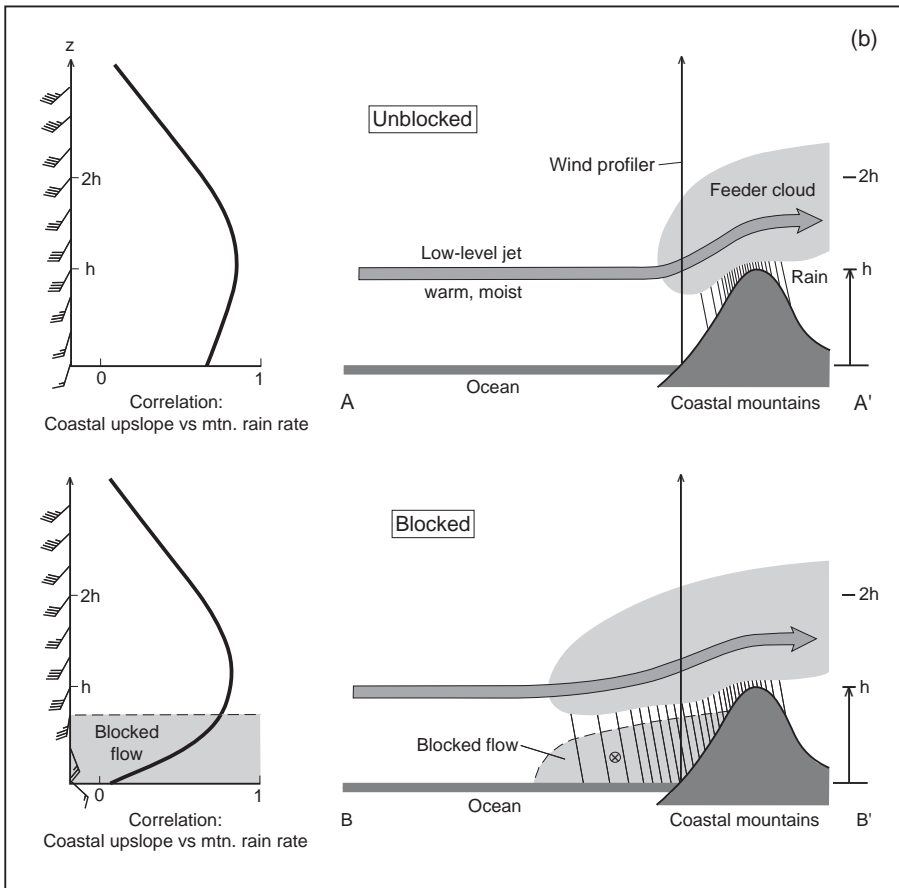 (b)
z
2h
h
0
1
Correlation:
Coastal upslope vs mtn. rain rate
Unblocked
Wind profiler
Feeder cloud
2h
Low-level jet
warm, moist
Rain
h
Ocean
A
Coastal mountains
A'
2h
h
Blocked
flow
0
1
Correlation:
Coastal upslope vs mtn. rain rate
Blocked
2h
h
Blocked flow
Ocean
B
Coastal mountains
B'